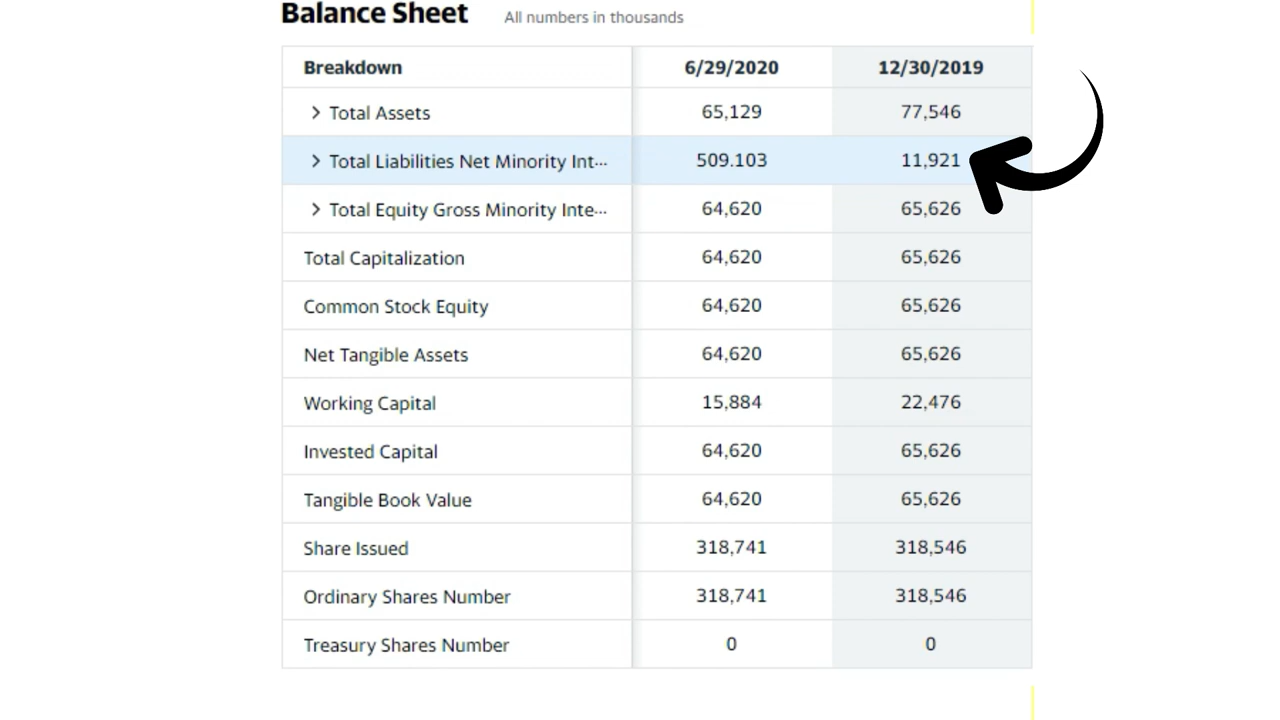 Balance Sheet All numbers in thousands
Breakdown 6/29/2020 12/30/2019
Total Assets 65,129 77,546
Total Liabilities Net Minority Int... 509.103 11,921
Total Equity Gross Minority Inte... 64,620 65,626
Total Capitalization 64,620 65,626
Common Stock Equity 64,620 65,626
Net Tangible Assets 64,620 65,626
Working Capital 15,884 22,476
Invested Capital 64,620 65,626
Tangible Book Value 64,620 65,626
Share Issued 318,741 318,546
Ordinary Shares Number 318,741 318,546
Treasury Shares Number 0 0